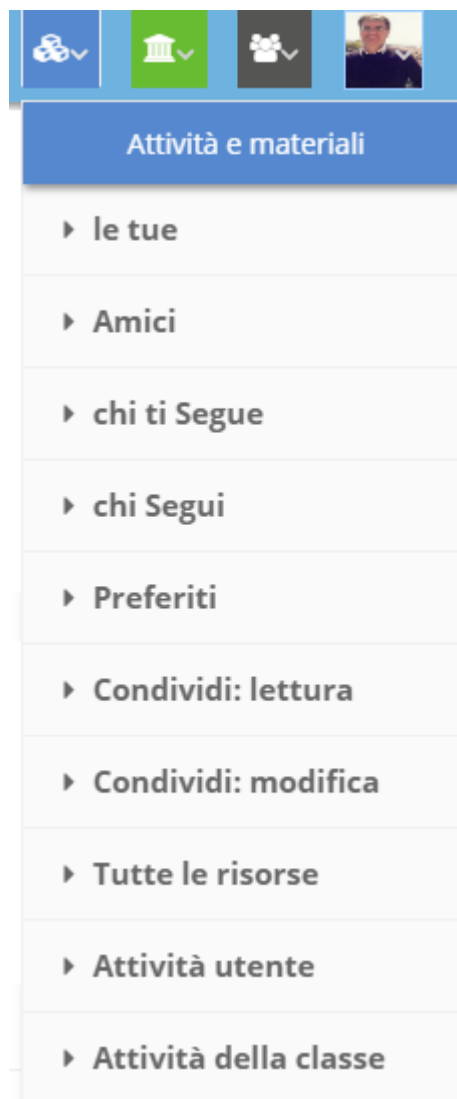 Attività e materiali
le tue
Amici
chi ti Segue
chi Segui
Preferiti
Condividi: lettura
Condividi: modifica
Tutte le risorse
Attività utente
Attività della classe